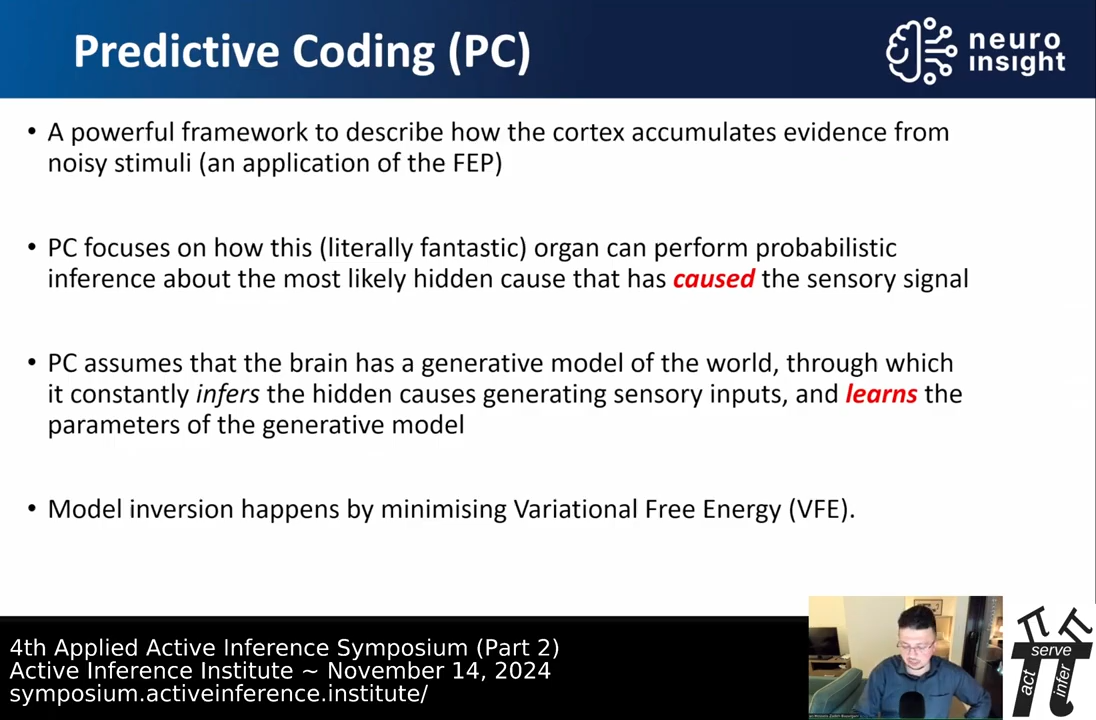 Predictive Coding (PC)
neuro
insight
• A powerful framework to describe how the cortex accumulates evidence from
noisy stimuli (an application of the FEP)
• PC focuses on how this (literally fantastic) organ can perform probabilistic
inference about the most likely hidden cause that has caused the sensory signal
• PC assumes that the brain has a generative model of the world, through which
it constantly infers the hidden causes generating sensory inputs, and learns the
parameters of the generative model
• Model inversion happens by minimising Variational Free Energy (VFE).
4th Applied Active Inference Symposium (Part 2)
Active Inference Institute ~ November 14, 2024
symposium.activeinference.institute/
π π
serve
π
act
infer